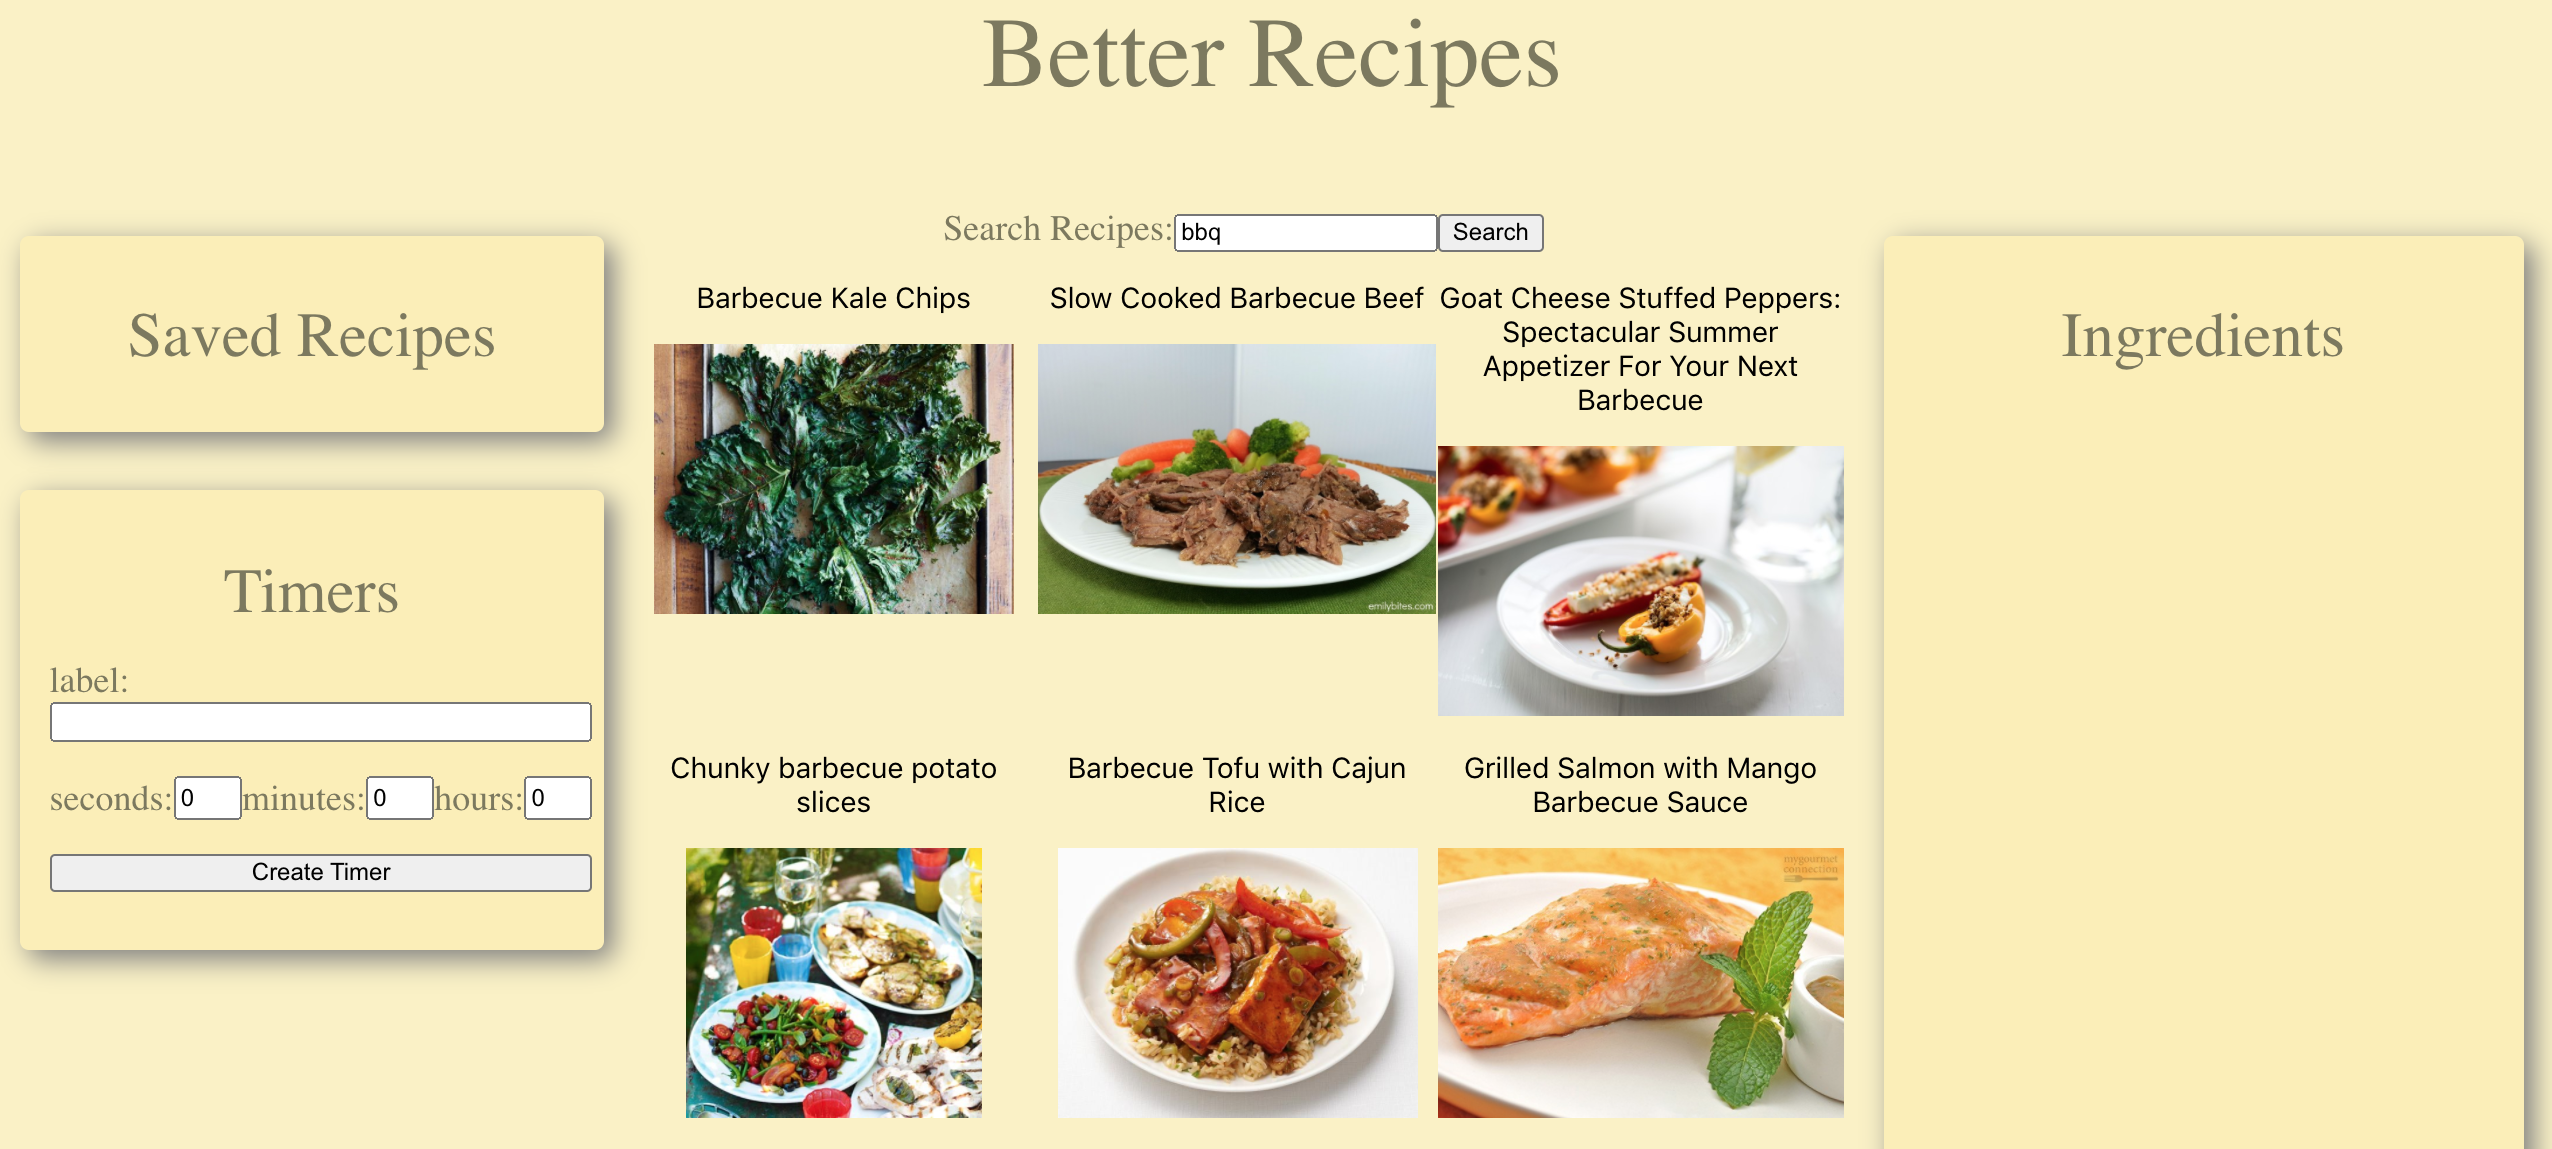 Better Recipes
Search Recipes: bbq Search
Saved Recipes
Timers
label:
seconds: 0 minutes: 0 hours: 0
Create Timer
Barbecue Kale Chips
Slow Cooked Barbecue Beef
emilybites.com
Goat Cheese Stuffed Peppers:
Spectacular Summer
Appetizer For Your Next
Barbecue
Chunky barbecue potato
slices
Barbecue Tofu with Cajun
Rice
Grilled Salmon with Mango
Barbecue Sauce
mygourmet
connection
Ingredients